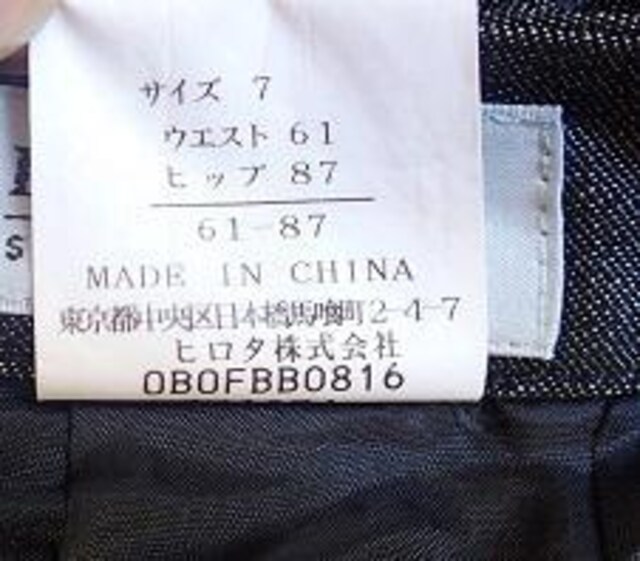 サイズ 7
ウエスト 61
ヒップ 87
61-87
MADE IN CHINA
東京都中央区日本橋馬喰町2-4-7
ヒロタ株式会社
0B0FBB0816
S